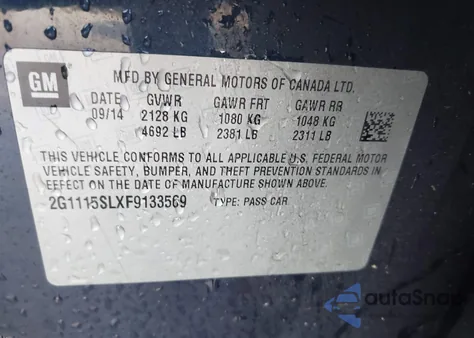 GM
MFD BY GENERAL MOTORS OF CANADA LTD.
DATE GVWR GAWR FRT GAWR RR
09/14 2128 KG 1080 KG 1048 KG
4692 LB 2381 LB 2311 LB
THIS VEHICLE CONFORMS TO ALL APPLICABLE U.S. FEDERAL MOTOR
VEHICLE SAFETY, BUMPER, AND THEFT PREVENTION STANDARDS IN
EFFECT ON THE DATE OF MANUFACTURE SHOWN ABOVE.
2G1115SLXF9133569 TYPE: PASS CAR
autoSnap